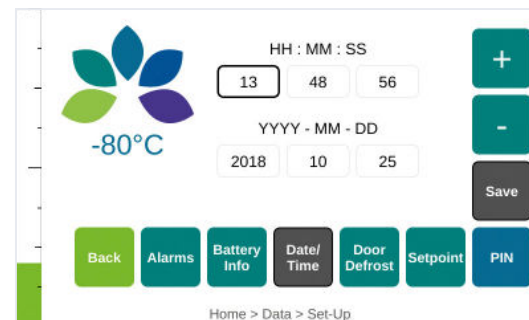 HH : MM : SS
+
13 48 56
YYYY - MM - DD
-
-80°C
2018 10 25
Save
Back Alarms Battery Info Date/ Time Door Defrost Setpoint PIN
Home > Data > Set-Up